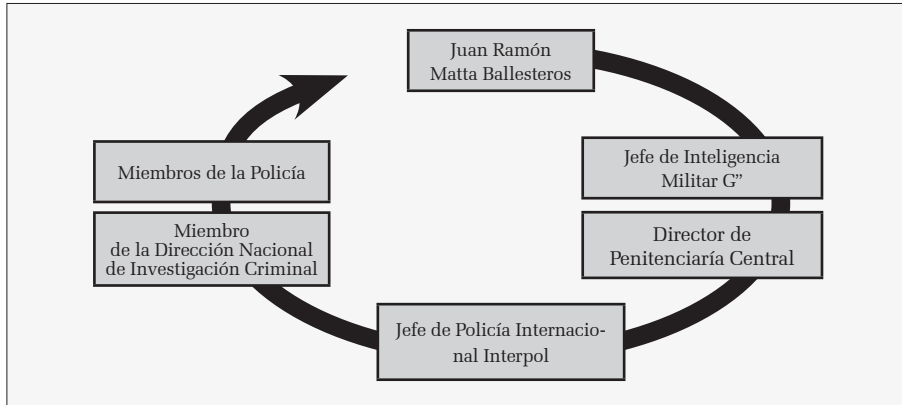 Juan Ramón
Matta Ballesteros
Jefe de Inteligencia
Militar G”
Director de
Penitenciaría Central
Jefe de Policía Internacio-
nal Interpol
Miembro
de la Dirección Nacional
de Investigación Criminal
Miembros de la Policía